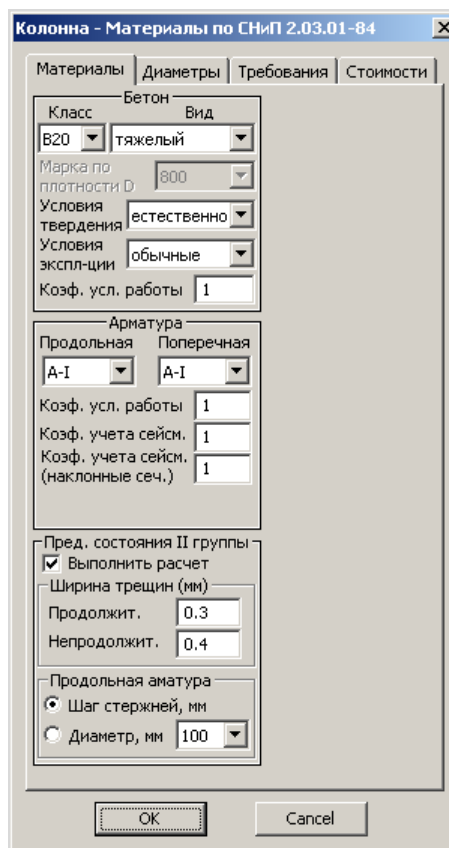 Колонна - Материалы по СНиП 2.03.01-84
Материалы Диаметры Требования Стоимости
Бетон
Класс Вид
B20 тяжелый
Марка по
плотности D 800
Условия
твердения естественно
Условия
экспл-ции обычные
Коэф. усл. работы 1
Арматура
Продольная Поперечная
A-I A-I
Коэф. усл. работы 1
Коэф. учета сейсм. 1
Коэф. учета сейсм.
(наклонные сеч.) 1
Пред. состояния II группы
Выполнить расчет
Ширина трещин (мм)
Продолжит. 0.3
Непродолжит. 0.4
Продольная аматура
Шаг стержней, мм
Диаметр, мм 100
OK Cancel